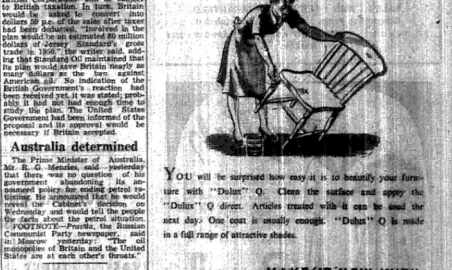 to British taxation. In turn, Britain
would be asked to convert into
dollars 50 p.c. of the sales after taxes
had been deducted. "Involved in the
plan would be an estimated 80 million
dollars of Jersey Standard's gross
trade in 1950," the writer said, add-
ing that Standard Oil maintained that
its plan would save Britain nearly as
many dollars as the ban against
American oil. No indication of the
British Government's reaction had
been received yet, it was stated; prob-
ably it had not had enough time to
study the plan. The United States
Government had been informed of the
proposal and its approval would be
necessary if Britain accepted.
Australia determined
The Prime Minister of Australia,
Mr. R. G. Menzies, said yesterday
that there was no question of his
government abandoning its an-
nounced policy for ending petrol ra-
tioning. He announced that he would
reveal the Cabinet's decision on
Wednesday and would tell the people
the facts about the petrol situation.
FOOTNOTE—Pravda, the Russian
Communist Party newspaper, said
in Moscow yesterday: "The oil
monopolies of Britain and the United
States are at each other's throats."
YOU will be surprised how easy it is to beautify your furni-
ture with "Dulux" Q. Clean the surface and apply the
"Dulux" Q direct. Articles treated with it can be used the
next day. One coat is usually enough. "Dulux" Q is made
in a full range of attractive shades.